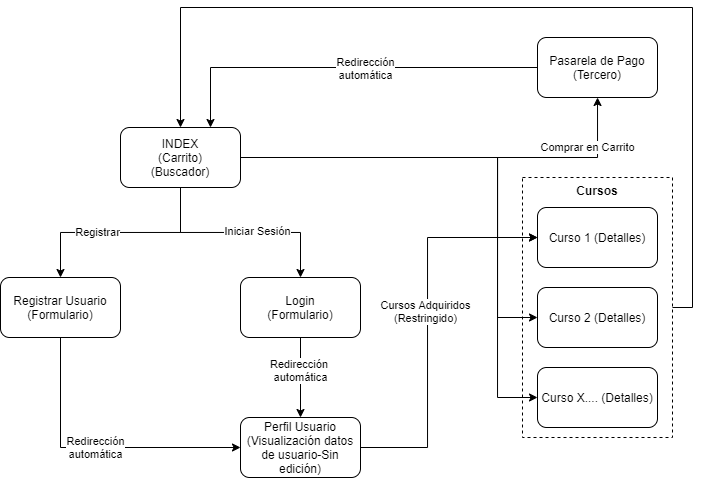 Redirección
automática
Pasarela de Pago
(Tercero)
INDEX
(Carrito)
(Buscador)
Comprar en Carrito
Cursos
Registrar
Iniciar Sesión
Curso 1 (Detalles)
Registrar Usuario
(Formulario)
Login
(Formulario)
Cursos Adquiridos
(Restringido)
Curso 2 (Detalles)
Redirección
automática
Curso X.... (Detalles)
Redirección
automática
Perfil Usuario
(Visualización datos
de usuario-Sin
edición)